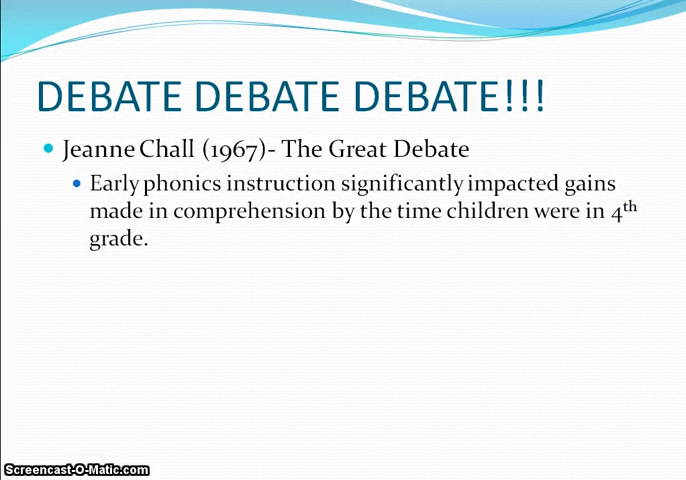 DEBATE DEBATE DEBATE!!!
Jeanne Chall (1967)- The Great Debate
Early phonics instruction significantly impacted gains
made in comprehension by the time children were in 4th
grade.
Screencast-O-Matic.com